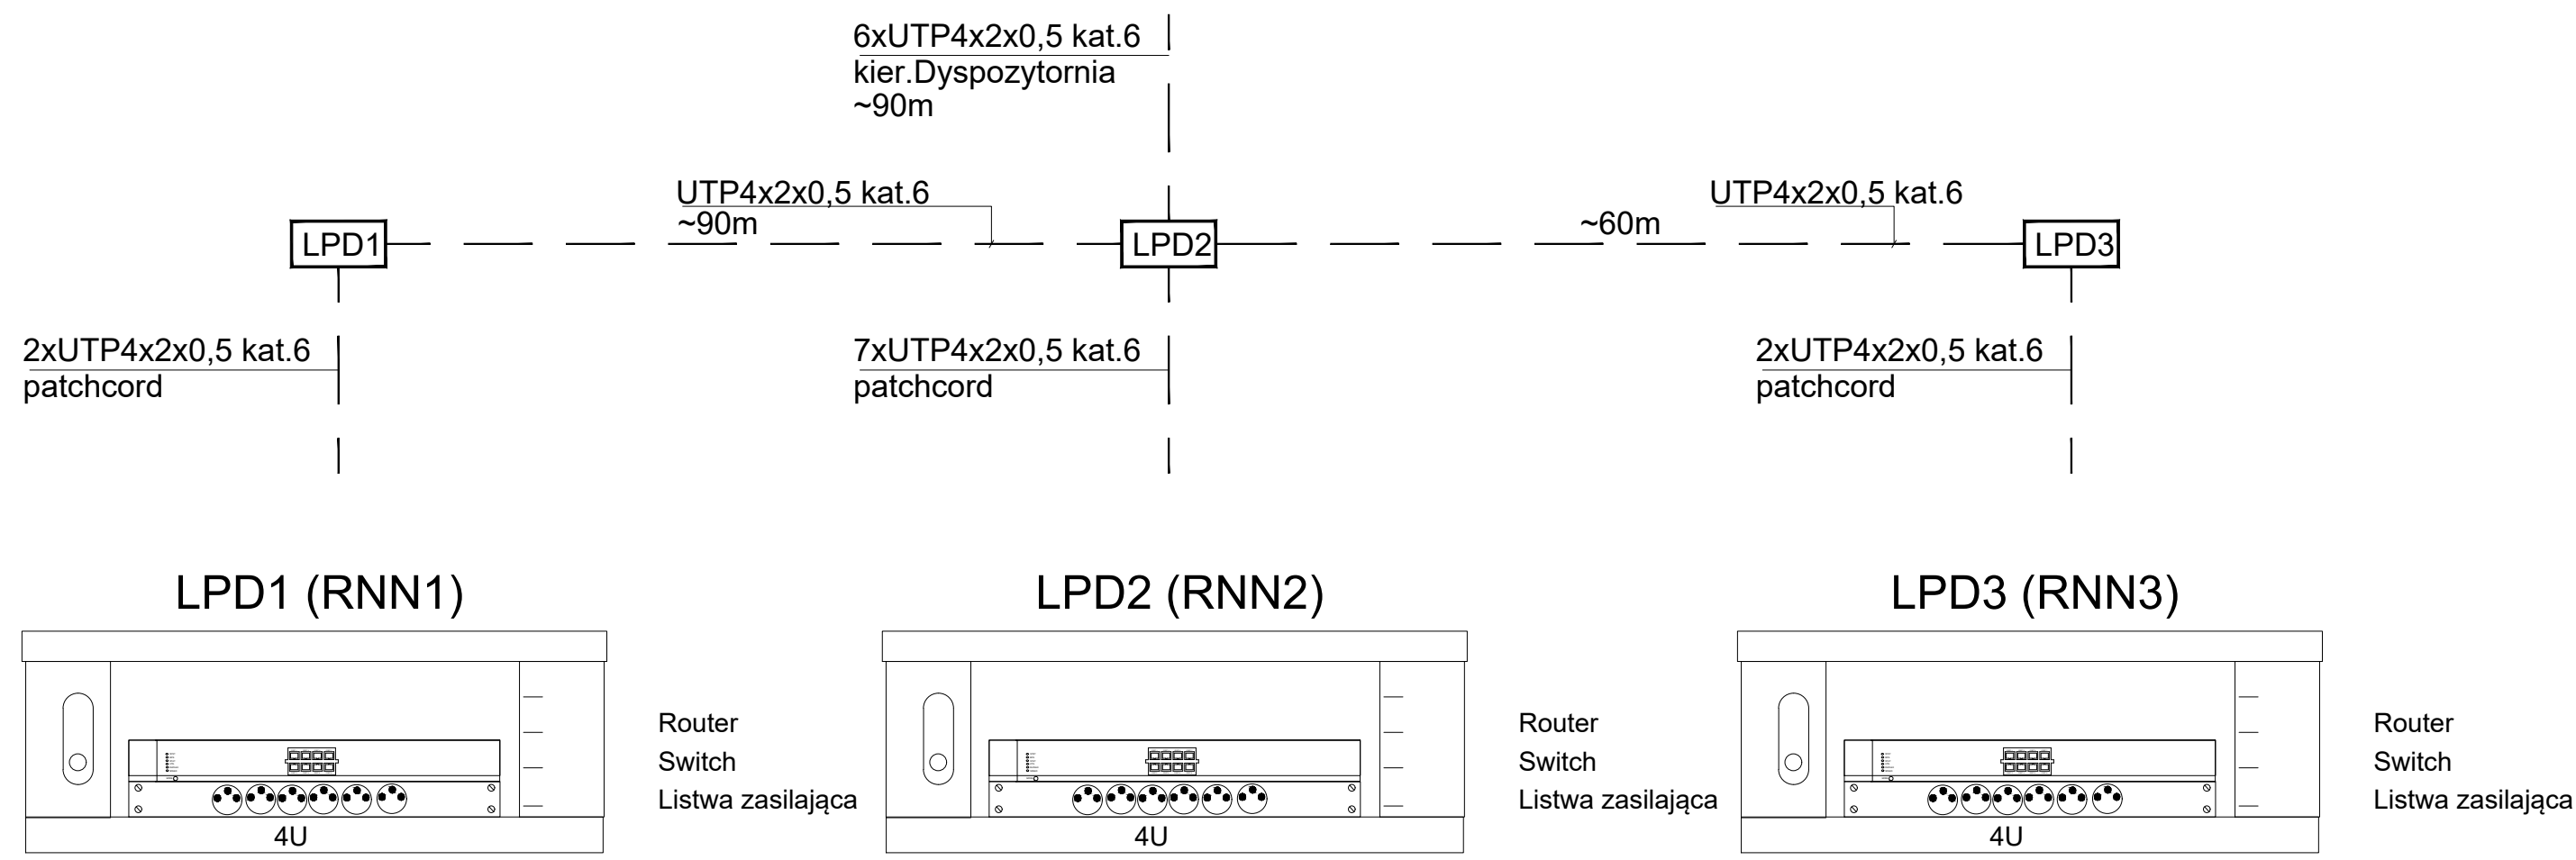 6xUTP4x2x0,5 kat.6
kier.Dyspozytornia
~90m
UTP4x2x0,5 kat.6
~90m
UTP4x2x0,5 kat.6
~60m
LPD1
LPD2
LPD3
2xUTP4x2x0,5 kat.6
patchcord
7xUTP4x2x0,5 kat.6
patchcord
2xUTP4x2x0,5 kat.6
patchcord
LPD1 (RNN1)
Router
Switch
Listwa zasilająca
4U
LPD2 (RNN2)
Router
Switch
Listwa zasilająca
4U
LPD3 (RNN3)
Router
Switch
Listwa zasilająca
4U